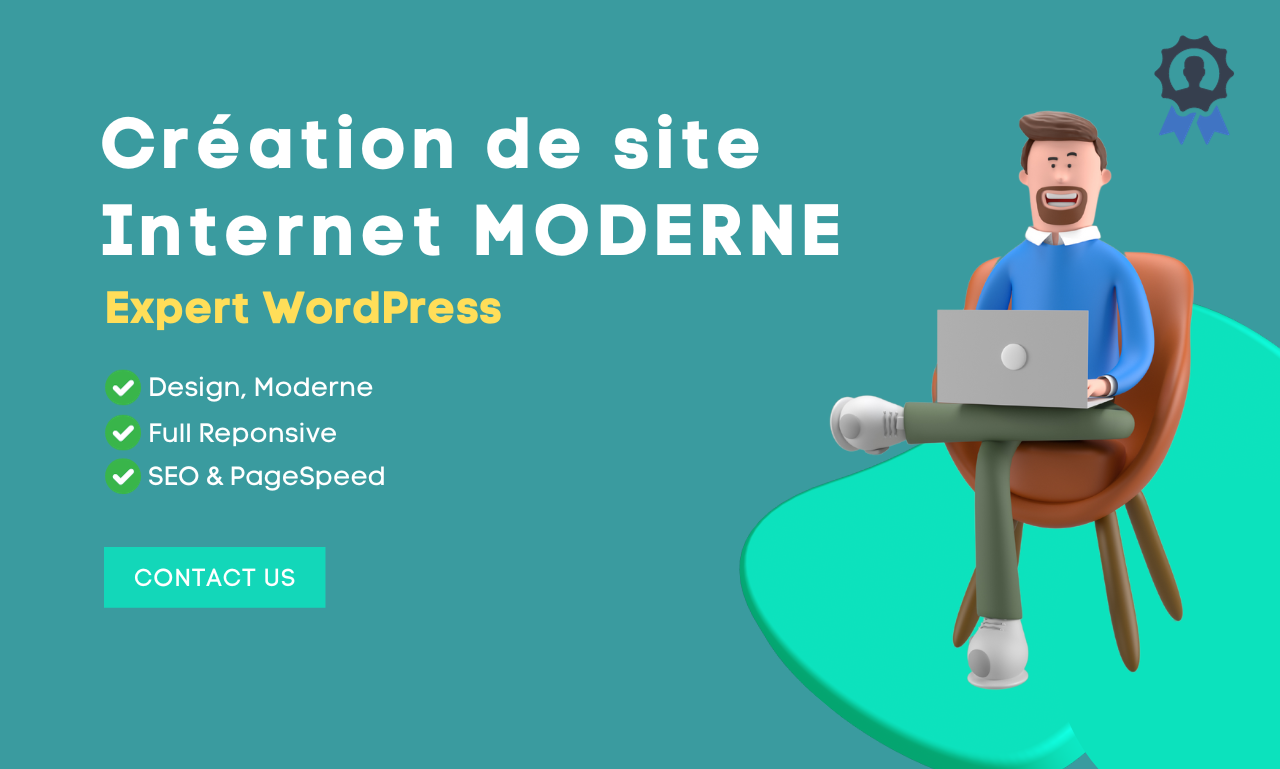 Création de site
Internet MODERNE
Expert WordPress
Design, Moderne
Full Reponsive
SEO & PageSpeed
CONTACT US